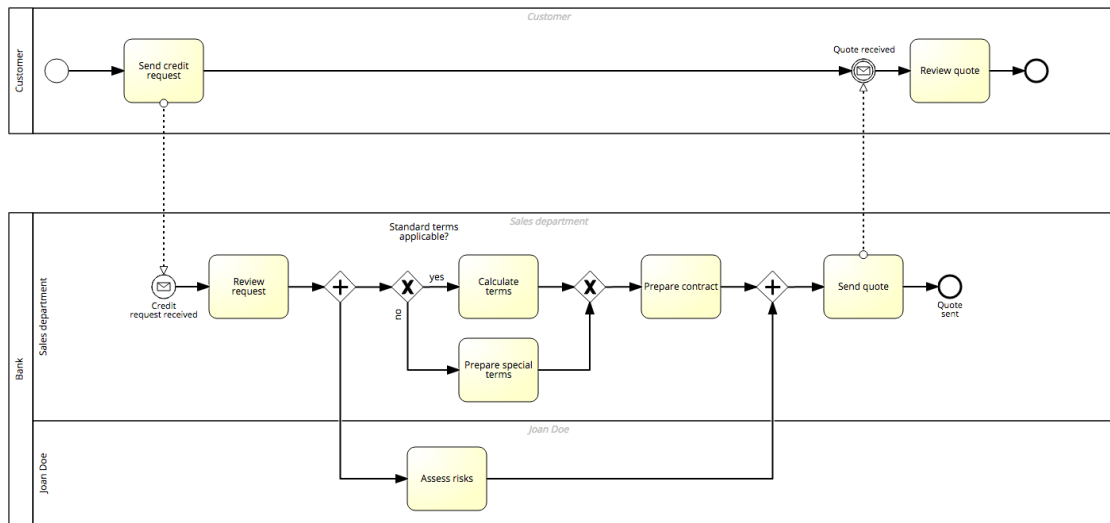 Customer
Customer
Send credit
request
Quote received
Review quote
Bank
Sales department
Sales department
Standard terms
applicable?
Credit
request received
Review
request
yes
no
Calculate
terms
Prepare special
terms
Prepare contract
Send quote
Quote
sent
Joan Doe
Joan Doe
Assess risks